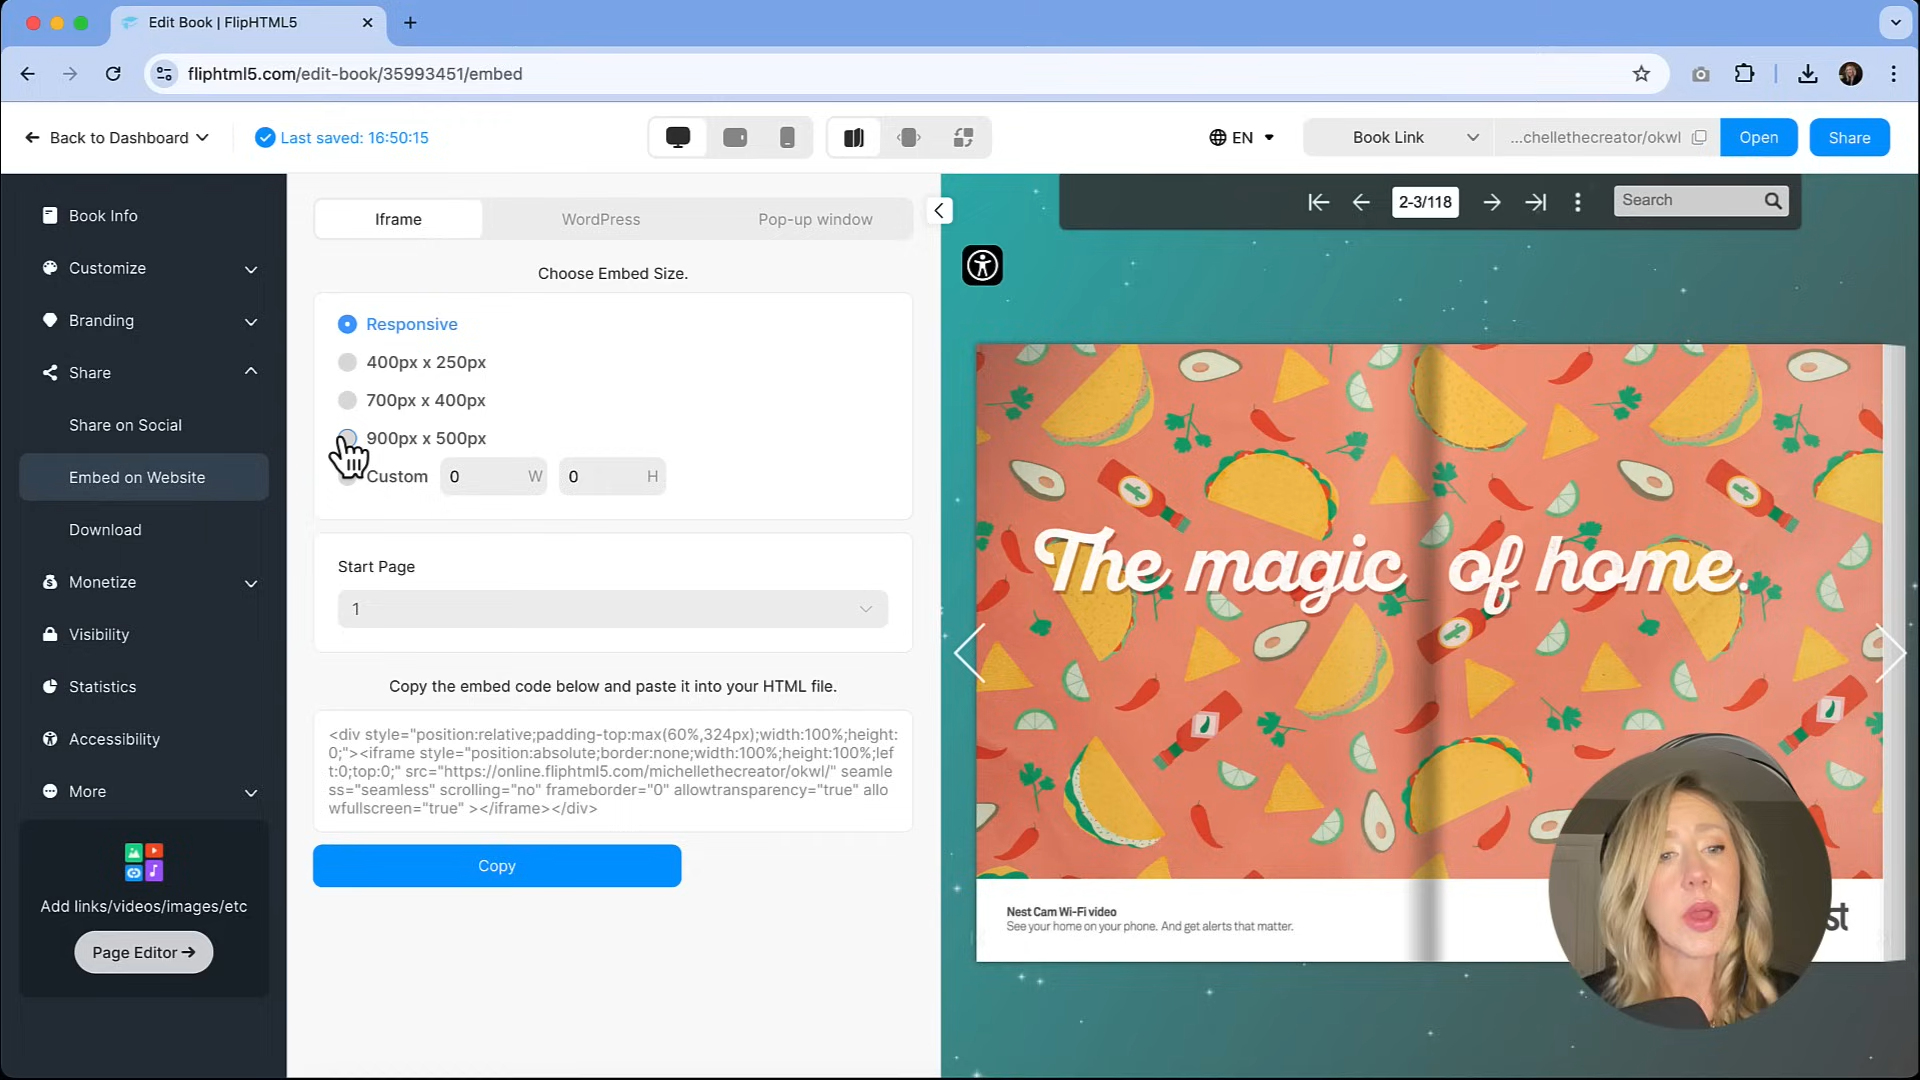 Edit Book | FlipHTML5
fliphtml5.com/edit-book/35993451/embed
Back to Dashboard
Last saved: 16:50:15
EN
Book Link
...chellethecreator/okwl
Open
Share
Book Info
Customize
Branding
Share
Share on Social
Embed on Website
Download
Monetize
Visibility
Statistics
Accessibility
More
Add links/videos/images/etc
Page Editor
Iframe
WordPress
Pop-up window
Choose Embed Size.
Responsive
400px x 250px
700px x 400px
900px x 500px
Custom
0 W
0 H
Start Page
1
Copy the embed code below and paste it into your HTML file.
<div style="position:relative;padding-top:max(60%,324px);width:100%;height:
0;"><iframe style="position:absolute;border:none;width:100%;height:100%;lef
t:0;top:0;" src="https://online.fliphtml5.com/michellethecreator/okwl/" seamle
ss="seamless" scrolling="no" frameborder="0" allowtransparency="true" allo
wfullscreen="true" ></iframe></div>
Copy
2-3/118
Search
The magic of home.
Nest Cam Wi-Fi video
See your home on your phone. And get alerts that matter.
st